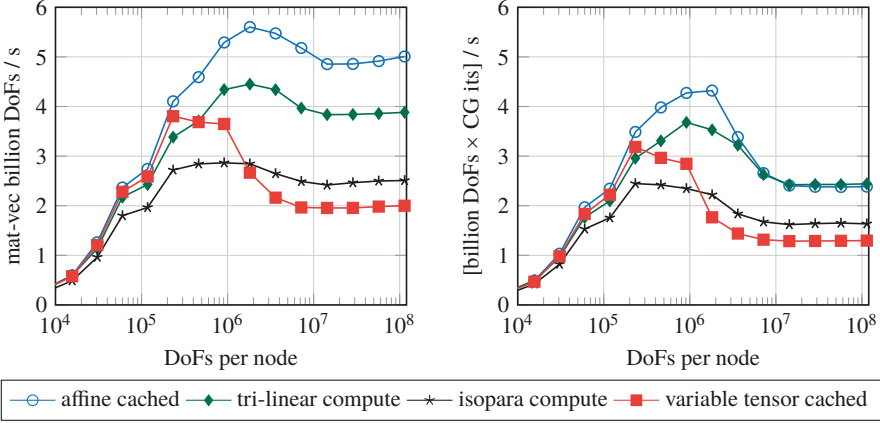 mat-vec billion DoFs / s
6
5
4
3
2
1
0
10^4 10^5 10^6 10^7 10^8
DoFs per node
[billion DoFs × CG its] / s
6
5
4
3
2
1
0
10^4 10^5 10^6 10^7 10^8
DoFs per node
affine cached tri-linear compute isopara compute variable tensor cached